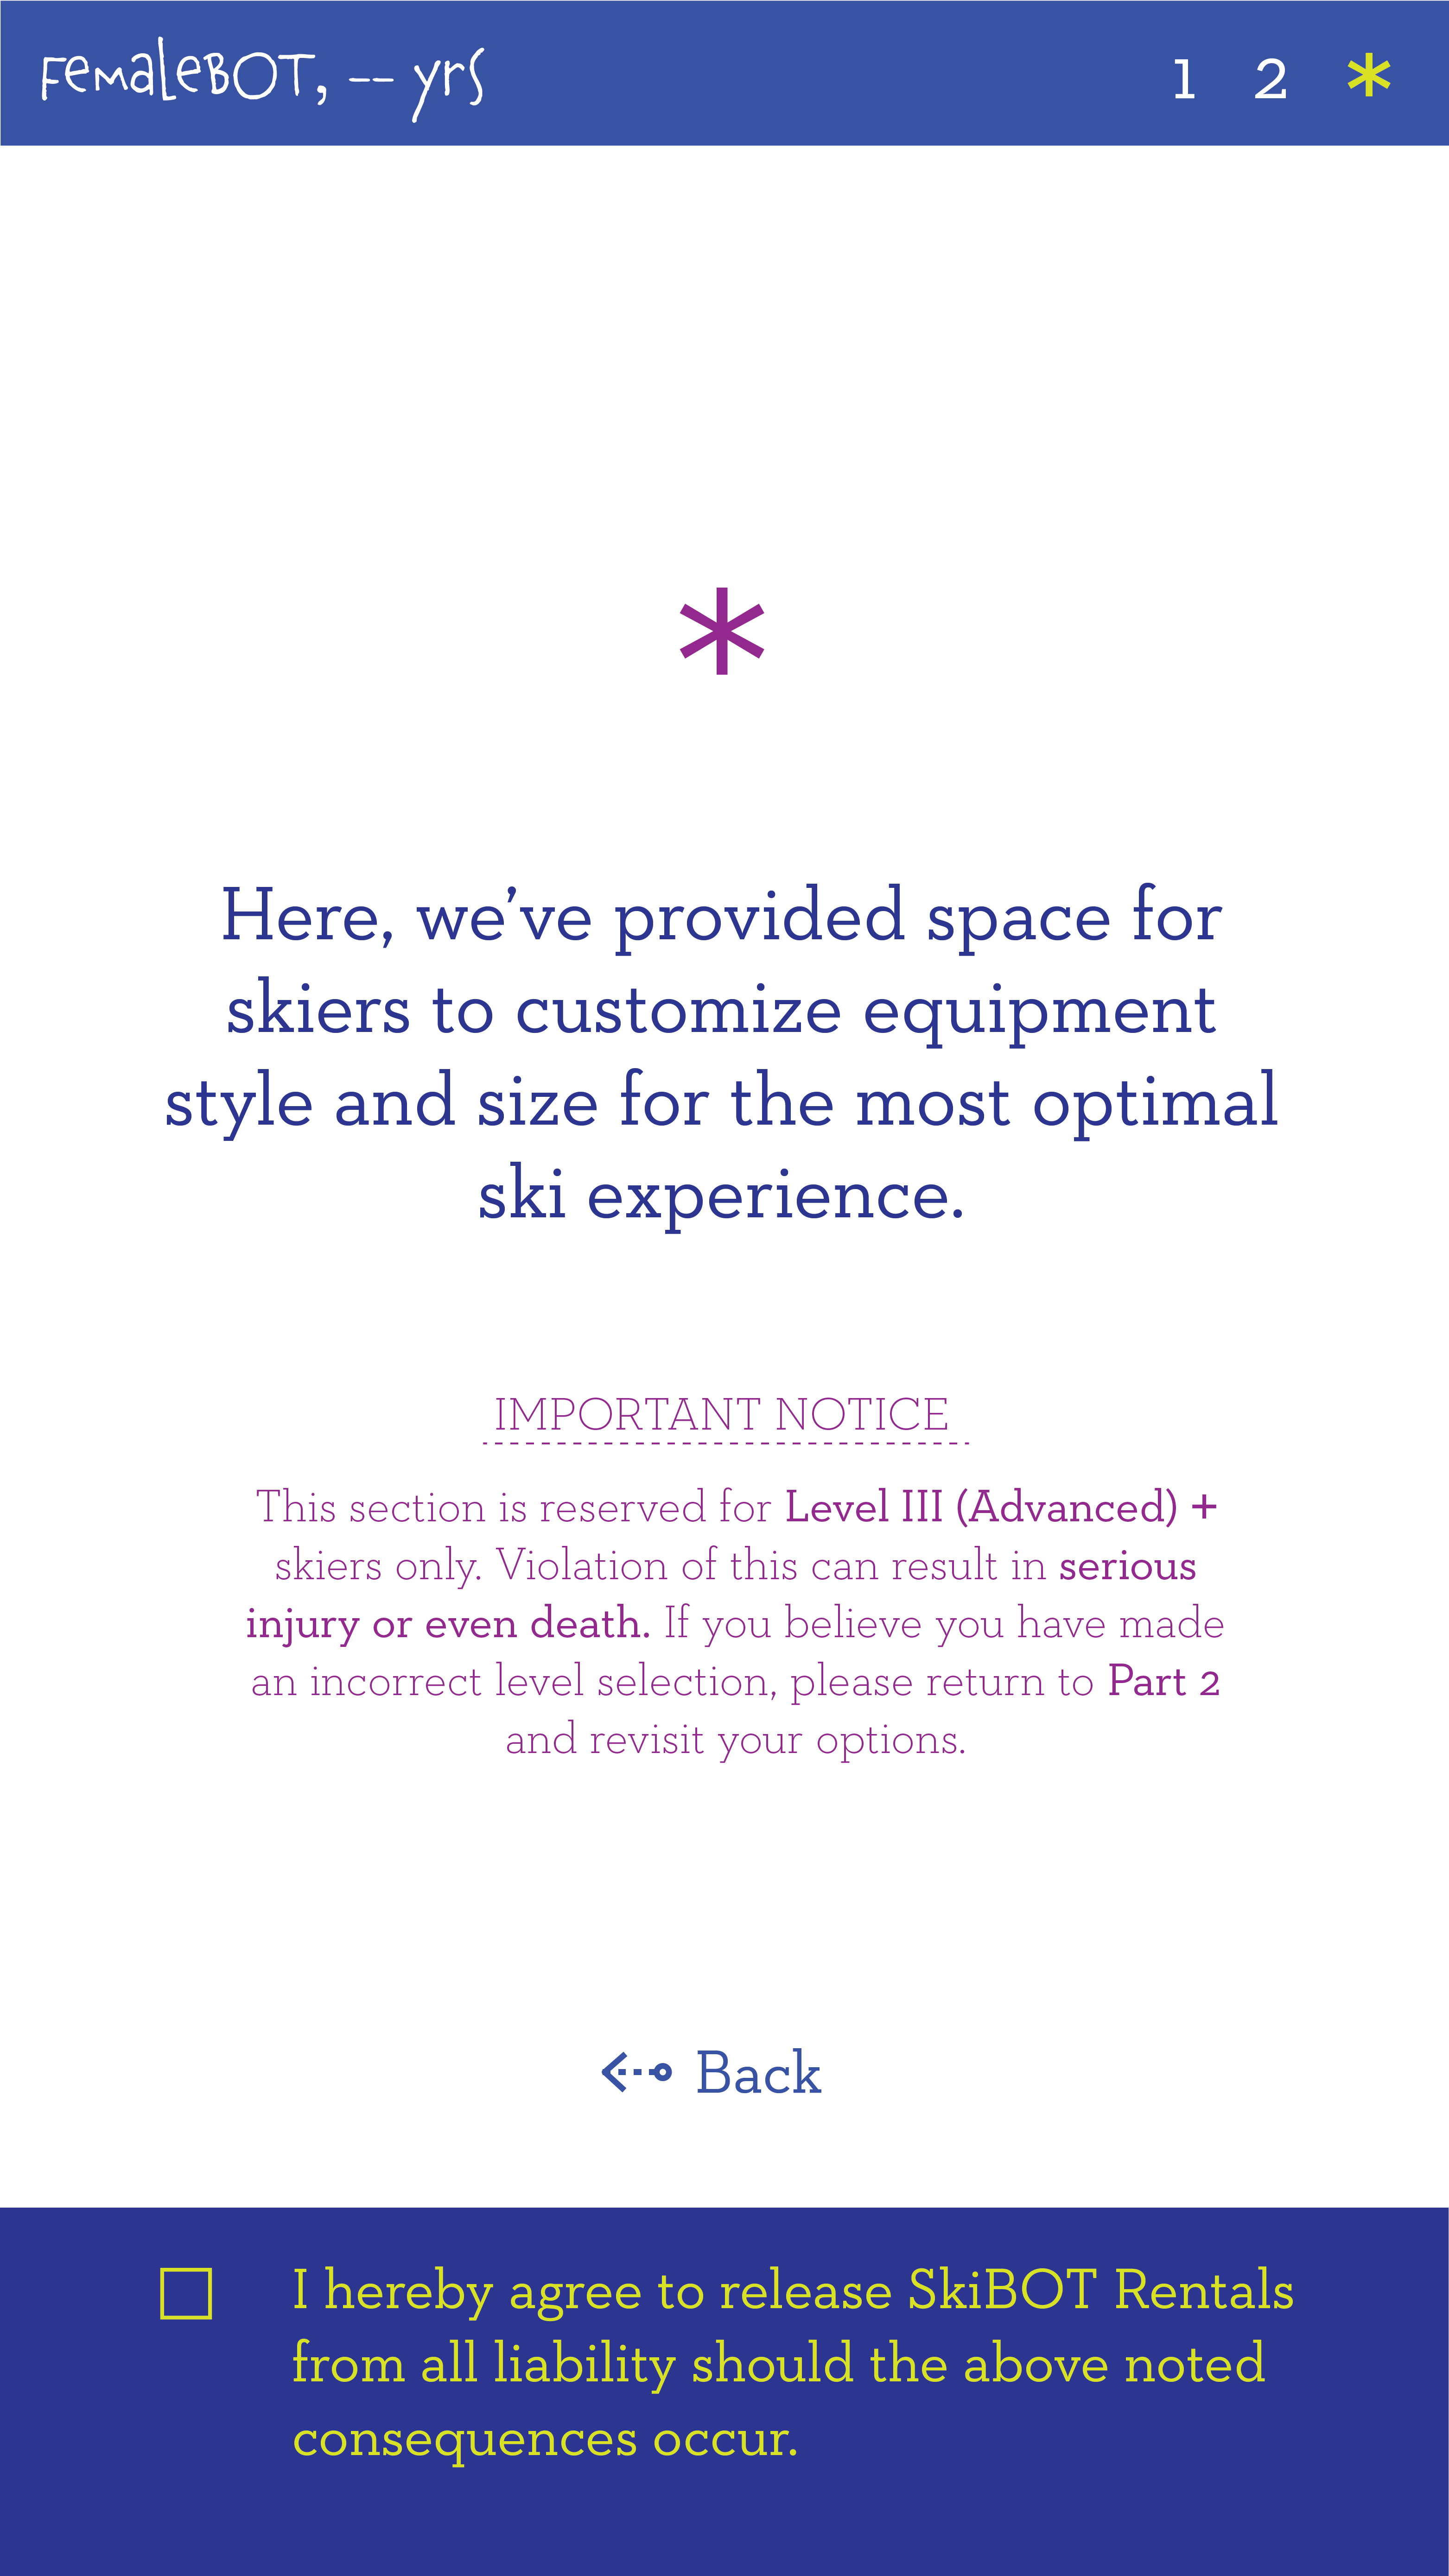 FemaleBOT, -- yrs
1 2 *
*
Here, we’ve provided space for
skiers to customize equipment
style and size for the most optimal
ski experience.
IMPORTANT NOTICE
This section is reserved for Level III (Advanced) +
skiers only. Violation of this can result in serious
injury or even death. If you believe you have made
an incorrect level selection, please return to Part 2
and revisit your options.
Back
I hereby agree to release SkiBOT Rentals
from all liability should the above noted
consequences occur.